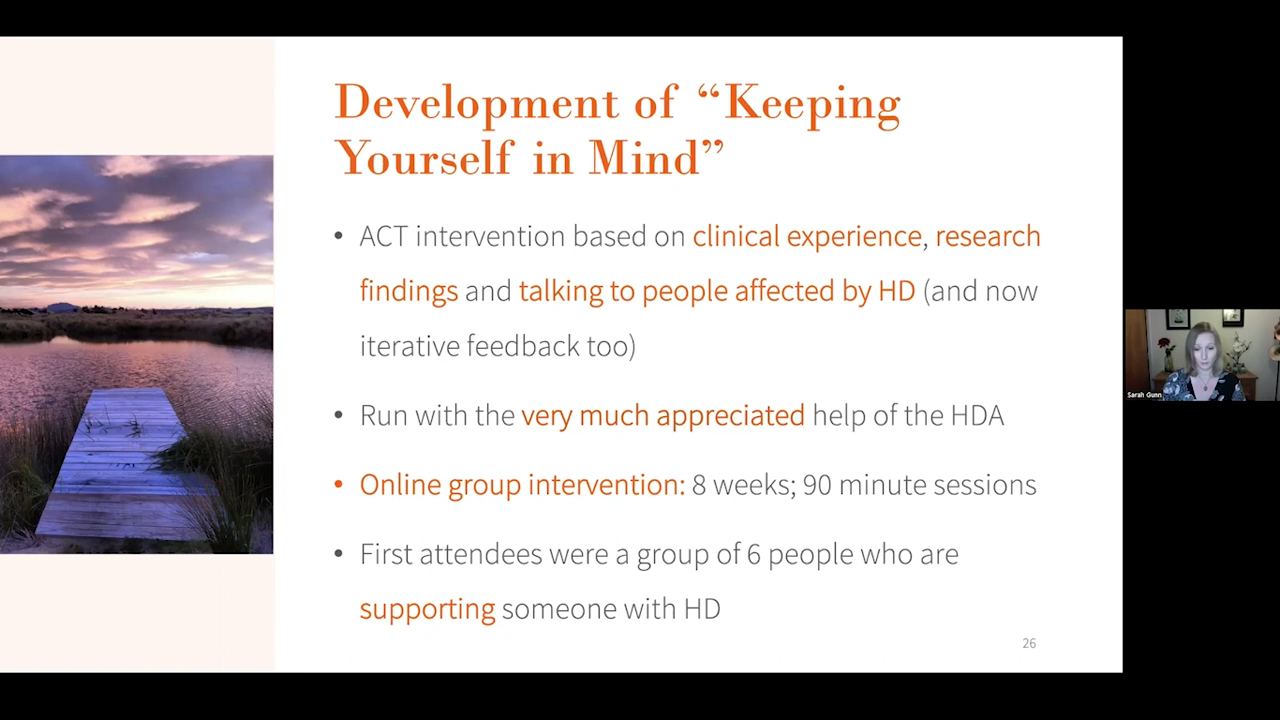 Development of “Keeping
Yourself in Mind”
• ACT intervention based on clinical experience, research
findings and talking to people affected by HD (and now
iterative feedback too)
• Run with the very much appreciated help of the HDA
• Online group intervention: 8 weeks; 90 minute sessions
• First attendees were a group of 6 people who are
supporting someone with HD
26
Sarah Gunn